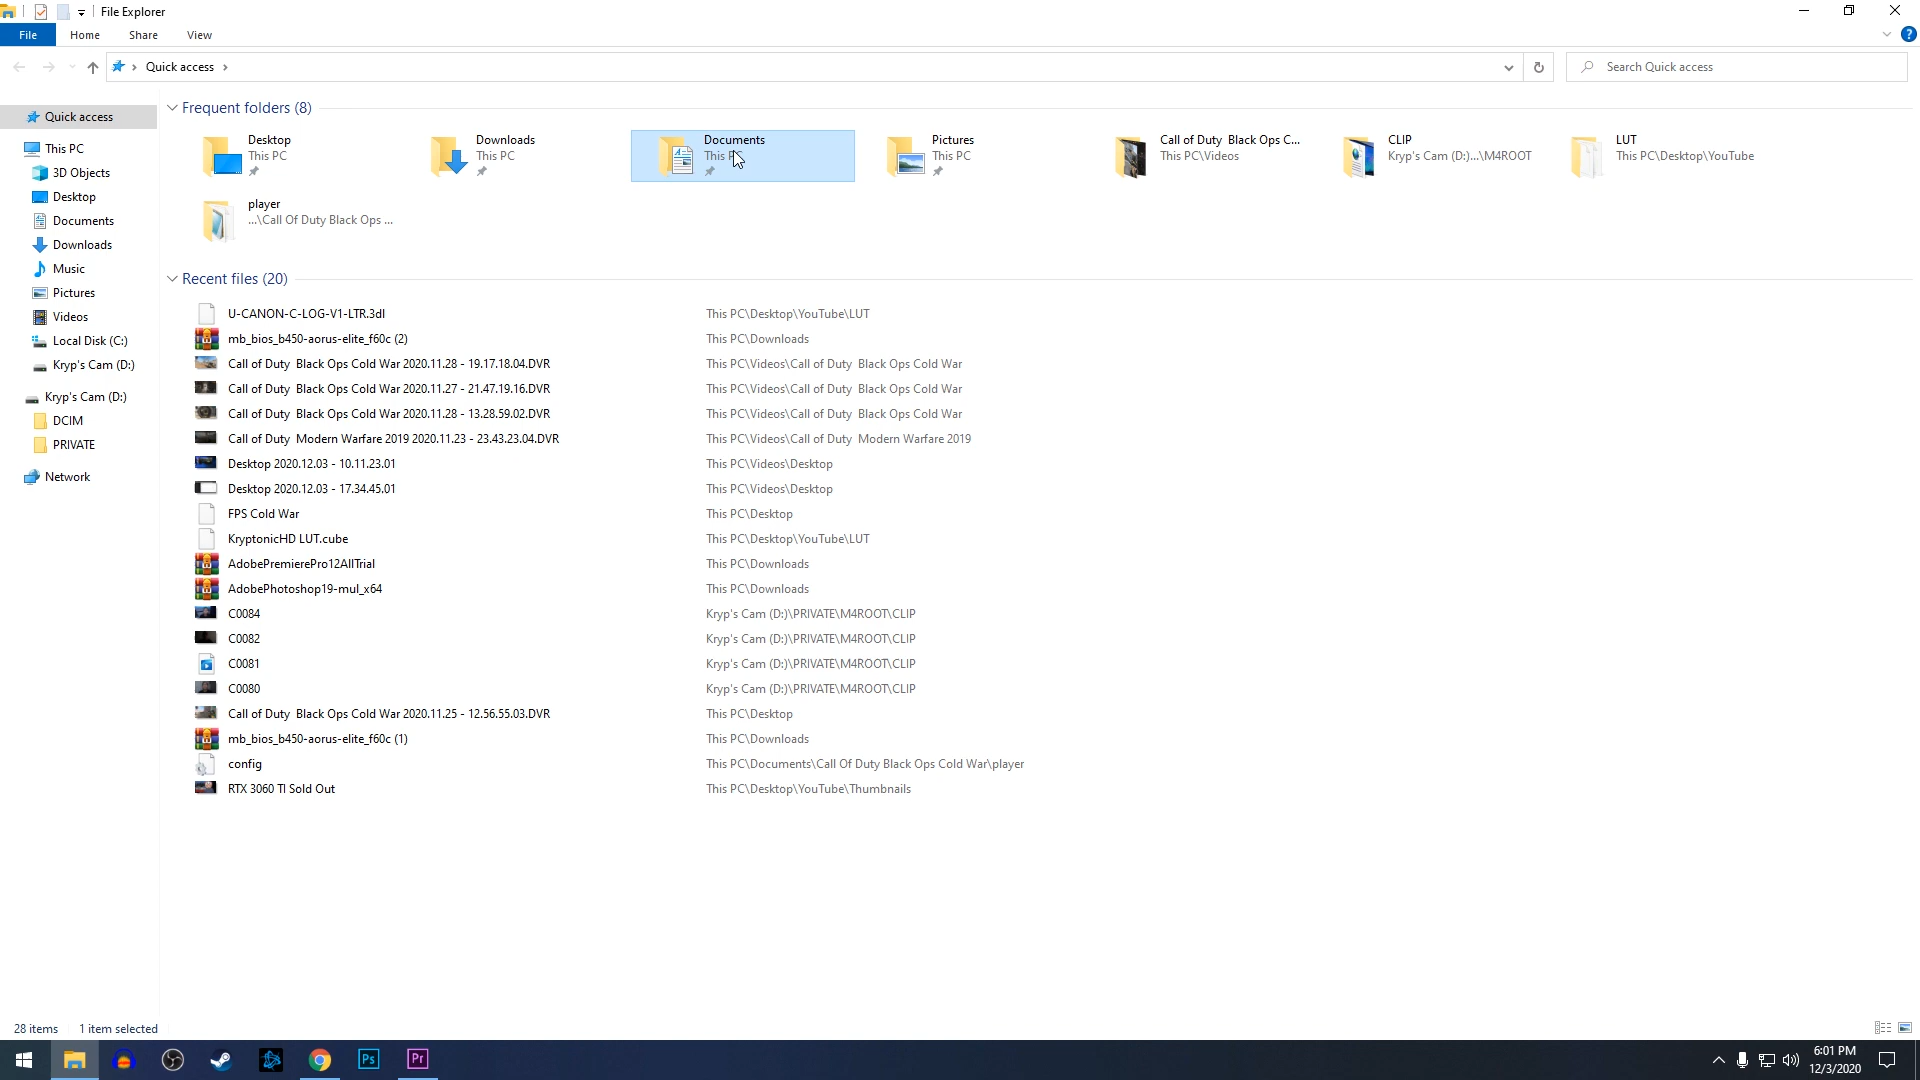 File Explorer
File Home Share View
?
Quick access
Search Quick access
Quick access
This PC
3D Objects
Desktop
Documents
Downloads
Music
Pictures
Videos
Local Disk (C:)
Kryp's Cam (D:)
Kryp's Cam (D:)
DCIM
PRIVATE
Network
Frequent folders (8)
Desktop
This PC
Downloads
This PC
Documents
This PC
Pictures
This PC
Call of Duty Black Ops C...
This PC\Videos
CLIP
Kryp's Cam (D:)...\M4ROOT
LUT
This PC\Desktop\YouTube
player
...\Call Of Duty Black Ops ...
Recent files (20)
U-CANON-C-LOG-V1-LTR.3dl This PC\Desktop\YouTube\LUT
mb_bios_b450-aorus-elite_f60c (2) This PC\Downloads
Call of Duty Black Ops Cold War 2020.11.28 - 19.17.18.04.DVR This PC\Videos\Call of Duty Black Ops Cold War
Call of Duty Black Ops Cold War 2020.11.27 - 21.47.19.16.DVR This PC\Videos\Call of Duty Black Ops Cold War
Call of Duty Black Ops Cold War 2020.11.28 - 13.28.59.02.DVR This PC\Videos\Call of Duty Black Ops Cold War
Call of Duty Modern Warfare 2019 2020.11.23 - 23.43.23.04.DVR This PC\Videos\Call of Duty Modern Warfare 2019
Desktop 2020.12.03 - 10.11.23.01 This PC\Videos\Desktop
Desktop 2020.12.03 - 17.34.45.01 This PC\Videos\Desktop
FPS Cold War This PC\Desktop
KryptonicHD LUT.cube This PC\Desktop\YouTube\LUT
AdobePremierePro12AllTrial This PC\Downloads
AdobePhotoshop19-mul_x64 This PC\Downloads
C0084 Kryp's Cam (D:)\PRIVATE\M4ROOT\CLIP
C0082 Kryp's Cam (D:)\PRIVATE\M4ROOT\CLIP
C0081 Kryp's Cam (D:)\PRIVATE\M4ROOT\CLIP
C0080 Kryp's Cam (D:)\PRIVATE\M4ROOT\CLIP
Call of Duty Black Ops Cold War 2020.11.25 - 12.56.55.03.DVR This PC\Desktop
mb_bios_b450-aorus-elite_f60c (1) This PC\Downloads
config This PC\Documents\Call Of Duty Black Ops Cold War\player
RTX 3060 TI Sold Out This PC\Desktop\YouTube\Thumbnails
28 items 1 item selected
Ps Pr
6:01 PM
12/3/2020